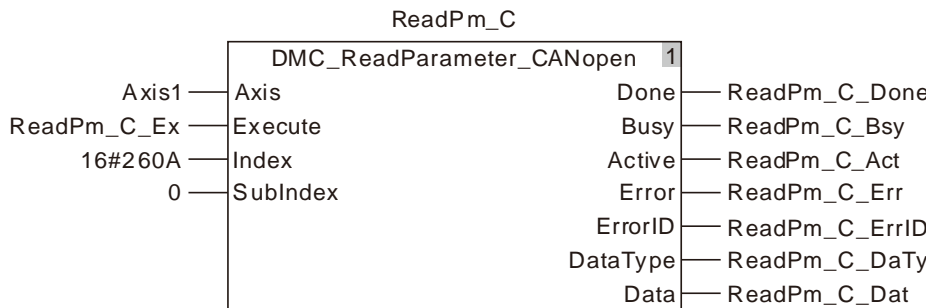 ReadPm_C
DMC_ReadParameter_CANopen 1
Axis1 Axis Done ReadPm_C_Done
ReadPm_C_Ex Execute Busy ReadPm_C_Bsy
16#260A Index Active ReadPm_C_Act
0 SubIndex Error ReadPm_C_Err
ErrorID ReadPm_C_ErrID
DataType ReadPm_C_DaTy
Data ReadPm_C_Dat